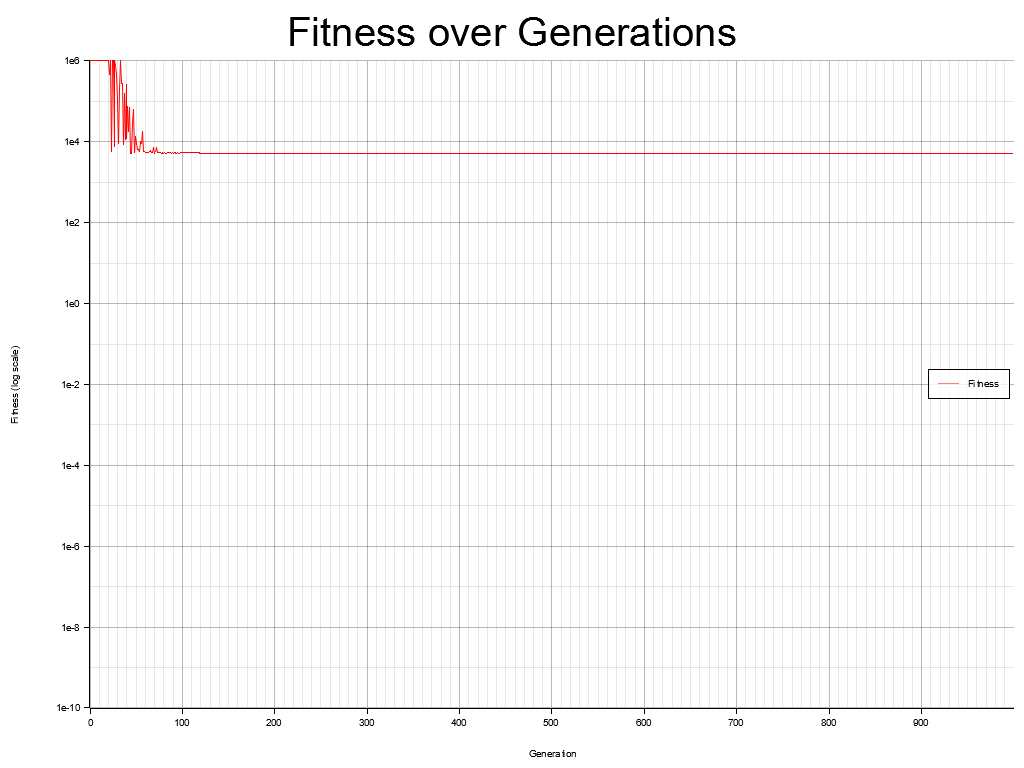 Fitness over Generations
1e6
1e4
1e2
1e0
1e-2
1e-4
1e-6
1e-8
1e-10
Fitness (log scale)
Fitness
0 100 200 300 400 500 600 700 800 900
Generation